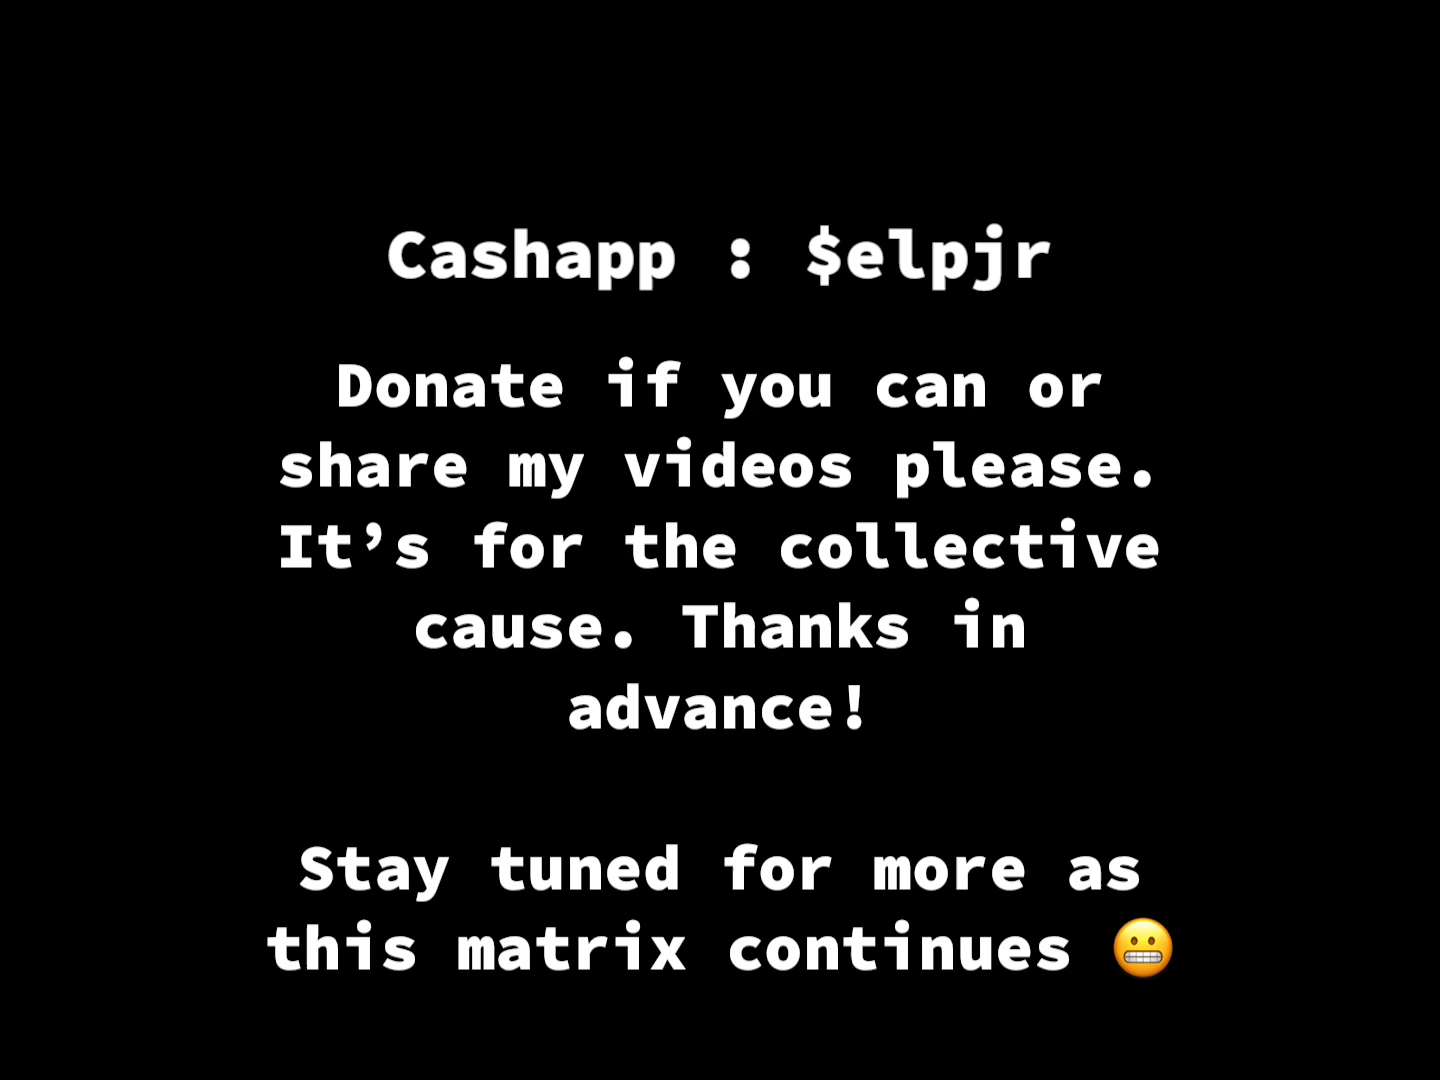 Cashapp : $elpjr
Donate if you can or
share my videos please.
It’s for the collective
cause. Thanks in
advance!
Stay tuned for more as
this matrix continues 😬